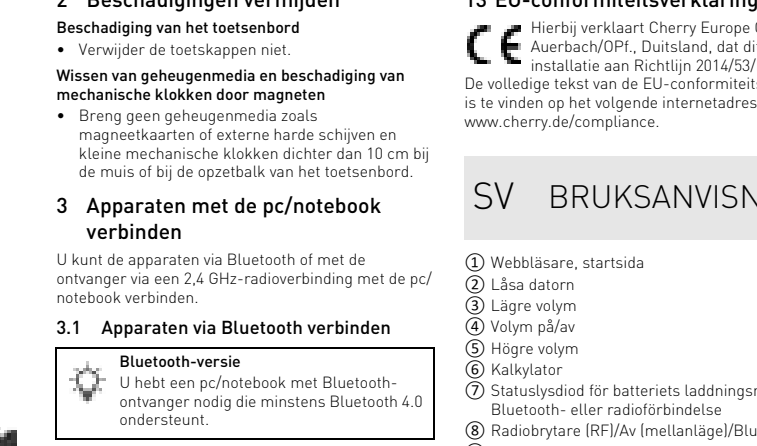 2 Beschadigingen vermijden
Beschadiging van het toetsenbord
• Verwijder de toetskappen niet.
Wissen van geheugenmedia en beschadiging van
mechanische klokken door magneten
• Breng geen geheugenmedia zoals
magneetkaarten of externe harde schijven en
kleine mechanische klokken dichter dan 10 cm bij
de muis of bij de opzetbalk van het toetsenbord.
3 Apparaten met de pc/notebook
verbinden
U kunt de apparaten via Bluetooth of met de
ontvanger via een 2,4 GHz-radioverbinding met de pc/
notebook verbinden.
3.1 Apparaten via Bluetooth verbinden
Bluetooth-versie
U hebt een pc/notebook met Bluetooth-
ontvanger nodig die minstens Bluetooth 4.0
ondersteunt.
13 EU-conformiteitsverklaring
CE Hierbij verklaart Cherry Europe
Auerbach/OPf., Duitsland, dat
installatie aan Richtlijn 2014/53/
De volledige tekst van de EU-conformiteits
is te vinden op het volgende internetadres
www.cherry.de/compliance.
SV BRUKSANVISN
① Webbläsare, startsida
② Låsa datorn
③ Lägre volym
④ Volym på/av
⑤ Högre volym
⑥ Kalkylator
⑦ Statuslysdiod för batteriets laddnings
Bluetooth- eller radioförbindelse
⑧ Radiobrytare (RF)/Av (mellanläge)/Blu